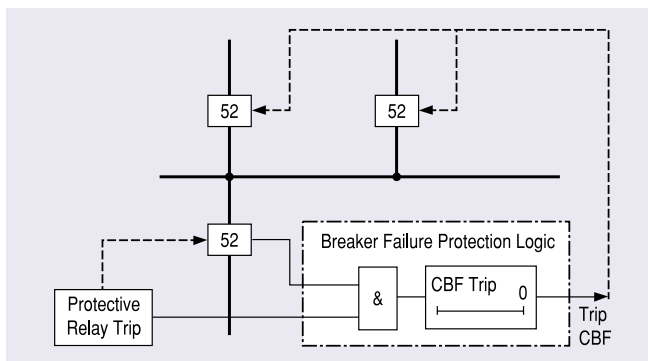 52
52
52
Breaker Failure Protection Logic
Protective
Relay Trip
&
CBF Trip
0
Trip
CBF